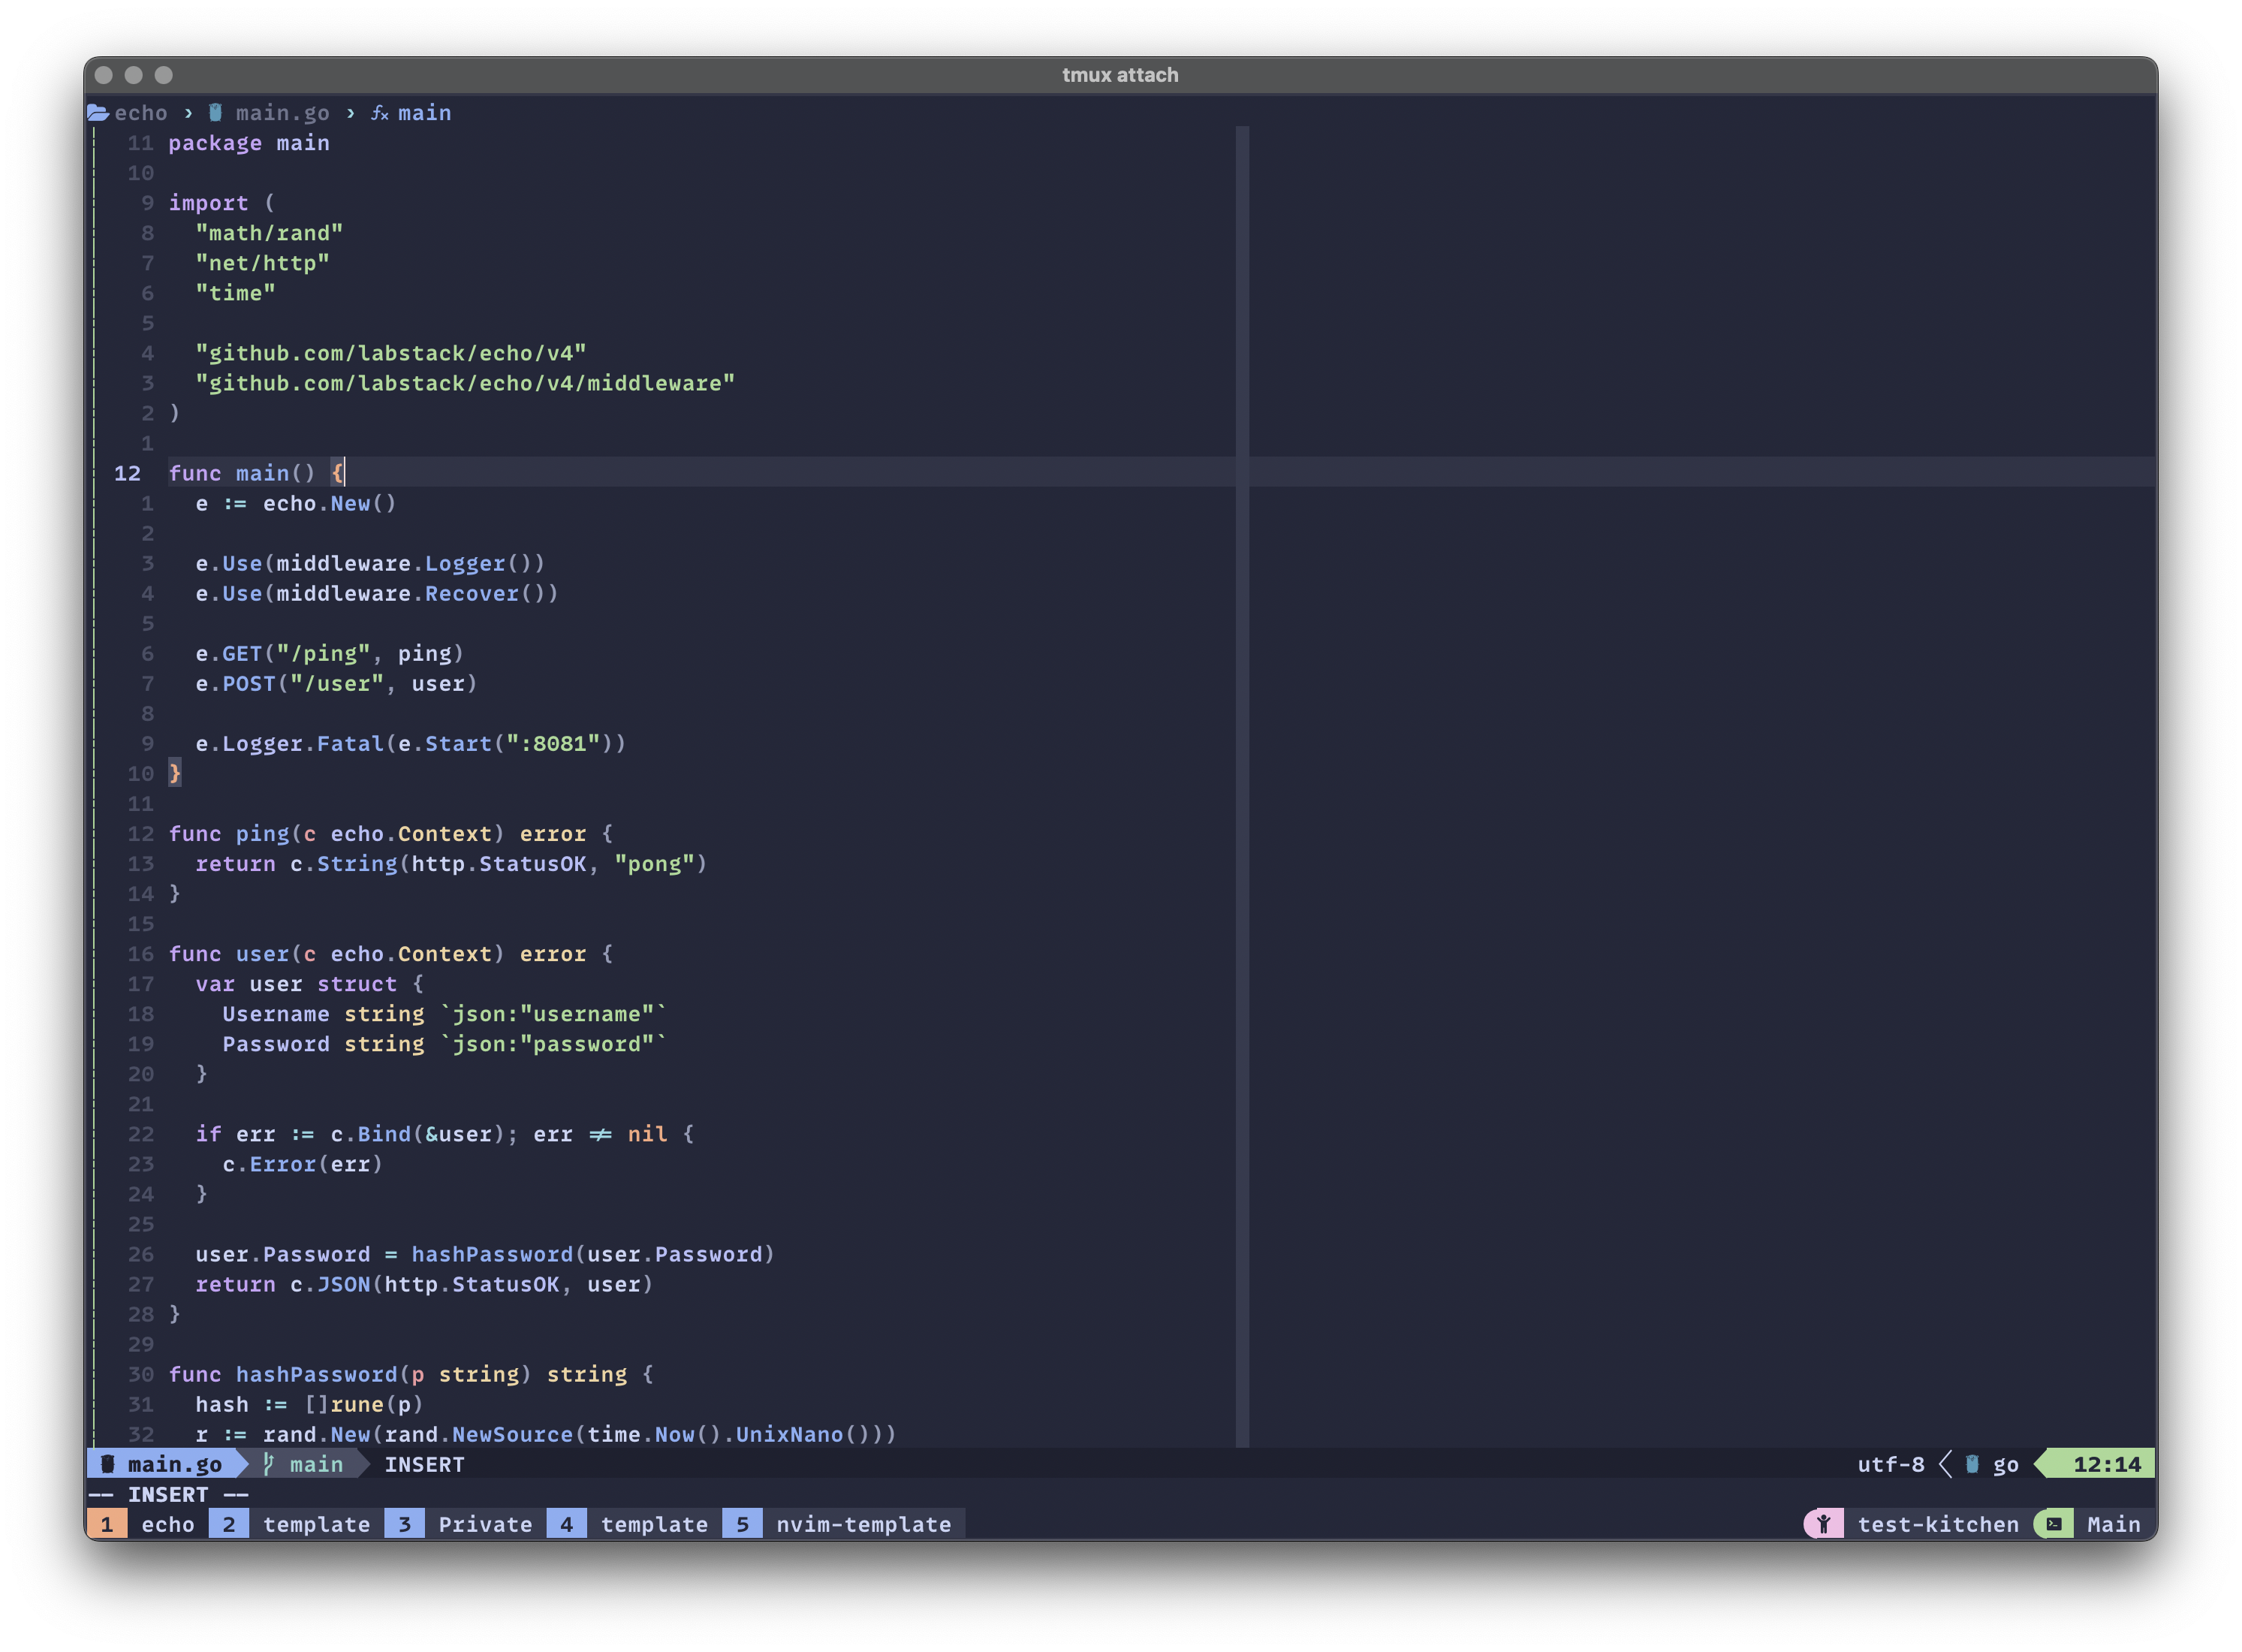 tmux attach
echo › main.go › fx main
11 package main
10
9 import (
8   "math/rand"
7   "net/http"
6   "time"
5
4   "github.com/labstack/echo/v4"
3   "github.com/labstack/echo/v4/middleware"
2 )
1
12 func main() {
1   e := echo.New()
2
3   e.Use(middleware.Logger())
4   e.Use(middleware.Recover())
5
6   e.GET("/ping", ping)
7   e.POST("/user", user)
8
9   e.Logger.Fatal(e.Start(":8081"))
10 }
11
12 func ping(c echo.Context) error {
13   return c.String(http.StatusOK, "pong")
14 }
15
16 func user(c echo.Context) error {
17   var user struct {
18     Username string `json:"username"`
19     Password string `json:"password"`
20   }
21
22   if err := c.Bind(&user); err ≠ nil {
23     c.Error(err)
24   }
25
26   user.Password = hashPassword(user.Password)
27   return c.JSON(http.StatusOK, user)
28 }
29
30 func hashPassword(p string) string {
31   hash := []rune(p)
32   r := rand.New(rand.NewSource(time.Now().UnixNano()))
main.go main INSERT utf-8 go 12:14
-- INSERT --
1 echo 2 template 3 Private 4 template 5 nvim-template test-kitchen Main